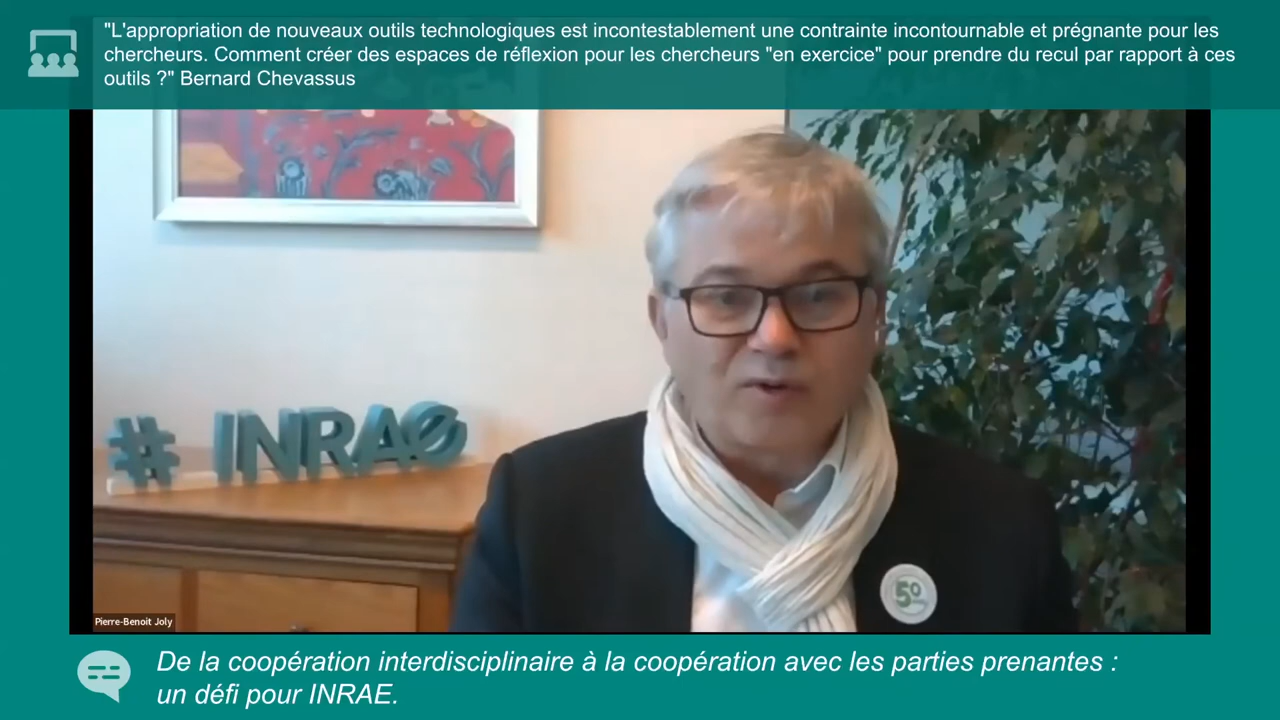 "L'appropriation de nouveaux outils technologiques est incontestablement une contrainte incontournable et prégnante pour les
chercheurs. Comment créer des espaces de réflexion pour les chercheurs "en exercice" pour prendre du recul par rapport à ces
outils ?" Bernard Chevassus
# INRAE
50
Pierre-Benoit Joly
De la coopération interdisciplinaire à la coopération avec les parties prenantes :
un défi pour INRAE.